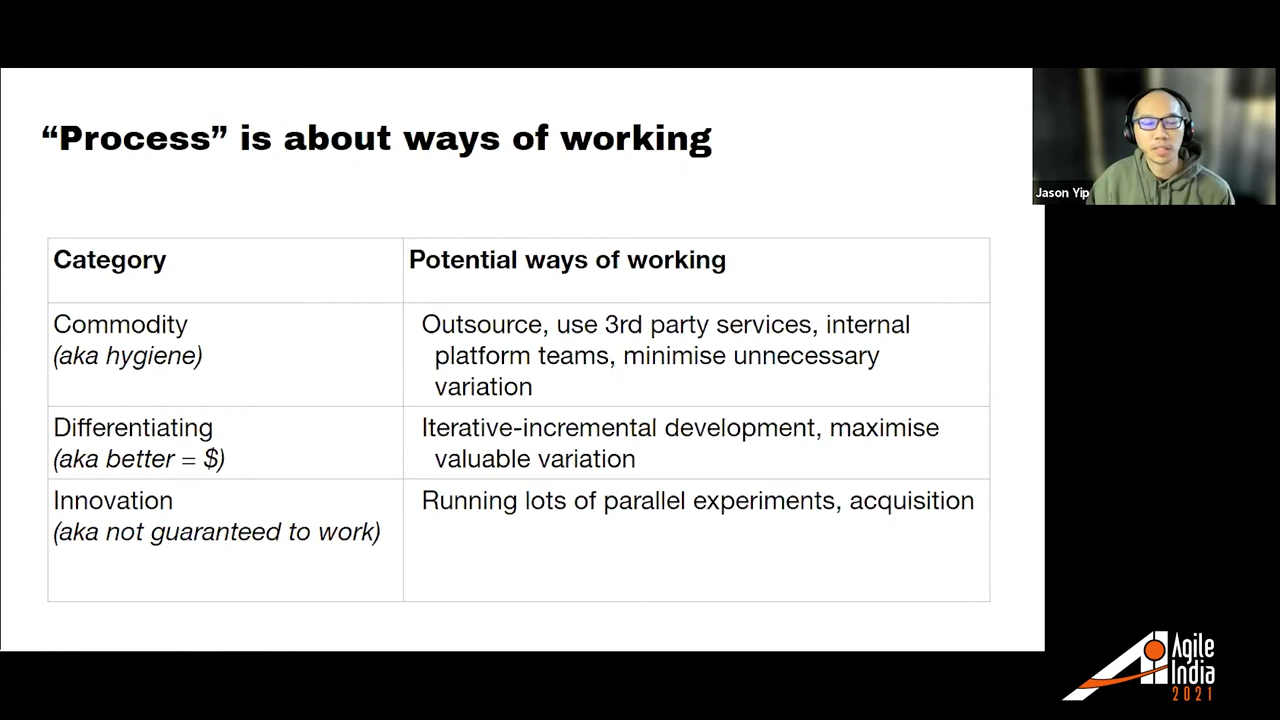 “Process” is about ways of working
Jason Yip
Category
Potential ways of working
Commodity
(aka hygiene)
Outsource, use 3rd party services, internal
platform teams, minimise unnecessary
variation
Differentiating
(aka better = $)
Iterative-incremental development, maximise
valuable variation
Innovation
(aka not guaranteed to work)
Running lots of parallel experiments, acquisition
Agile
India
2021